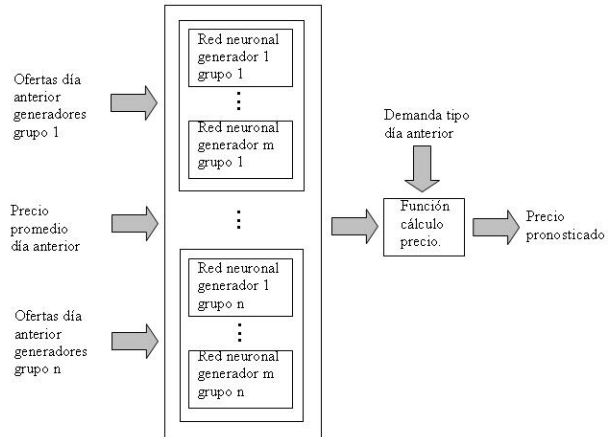 Ofertas día
anterior
generadores
grupo 1
Precio
promedio
día anterior
Ofertas día
anterior
generadores
grupo n
Red neuronal
generador 1
grupo 1
Red neuronal
generador m
grupo 1
Red neuronal
generador 1
grupo n
Red neuronal
generador m
grupo n
Demanda tipo
día anterior
Función
cálculo
precio.
Precio
pronosticado